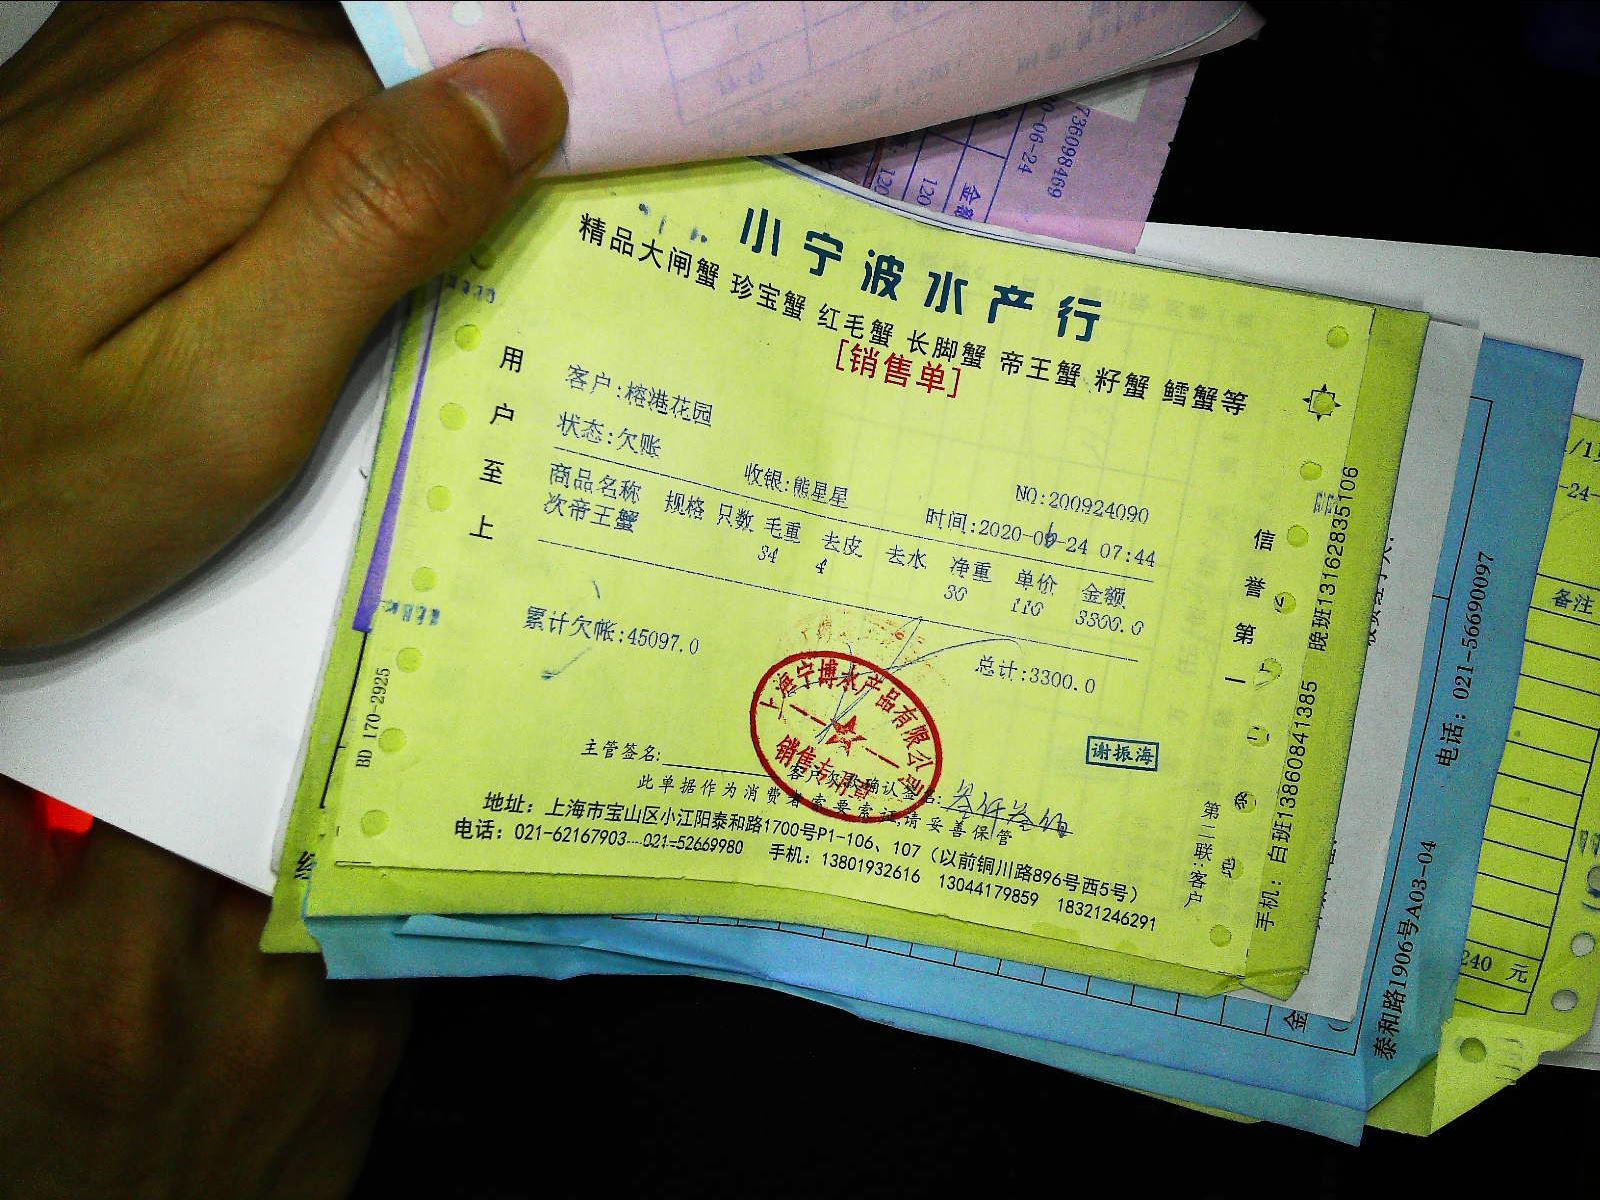 小宁波水产行
精品大闸蟹 珍宝蟹 红毛蟹 长脚蟹 帝王蟹 籽蟹 鳕蟹等
[销售单]
用户至上
信誉第一
客户:榕港花园
状态:欠账
收银:熊星星
NO:200924090
时间:2020-0 -24 07:44
商品名称 规格 只数 毛重 去皮 去水 净重 单价 金额
次帝王蟹 34 4 30 110 3300.0
累计欠帐:45097.0
总计:3300.0
上海宁博水产品有限公司
销售专用章
谢振海
主管签名:
客户欠款确认签名:
此单据作为消费者索要索证,请妥善保管
地址：上海市宝山区小江阳泰和路1700号P1-106、107（以前铜川路896号西5号）
电话：021-62167903 021-52669980 手机：13801932616 13044179859 18321246291
BD 170-2925
第二联:客户
手机：白班13860841385 晚班13162835106
736098469
0-06-24
金额
120
120
电话：021-56690097
泰和路1906号A03-04
备注
-24-
240 元
金